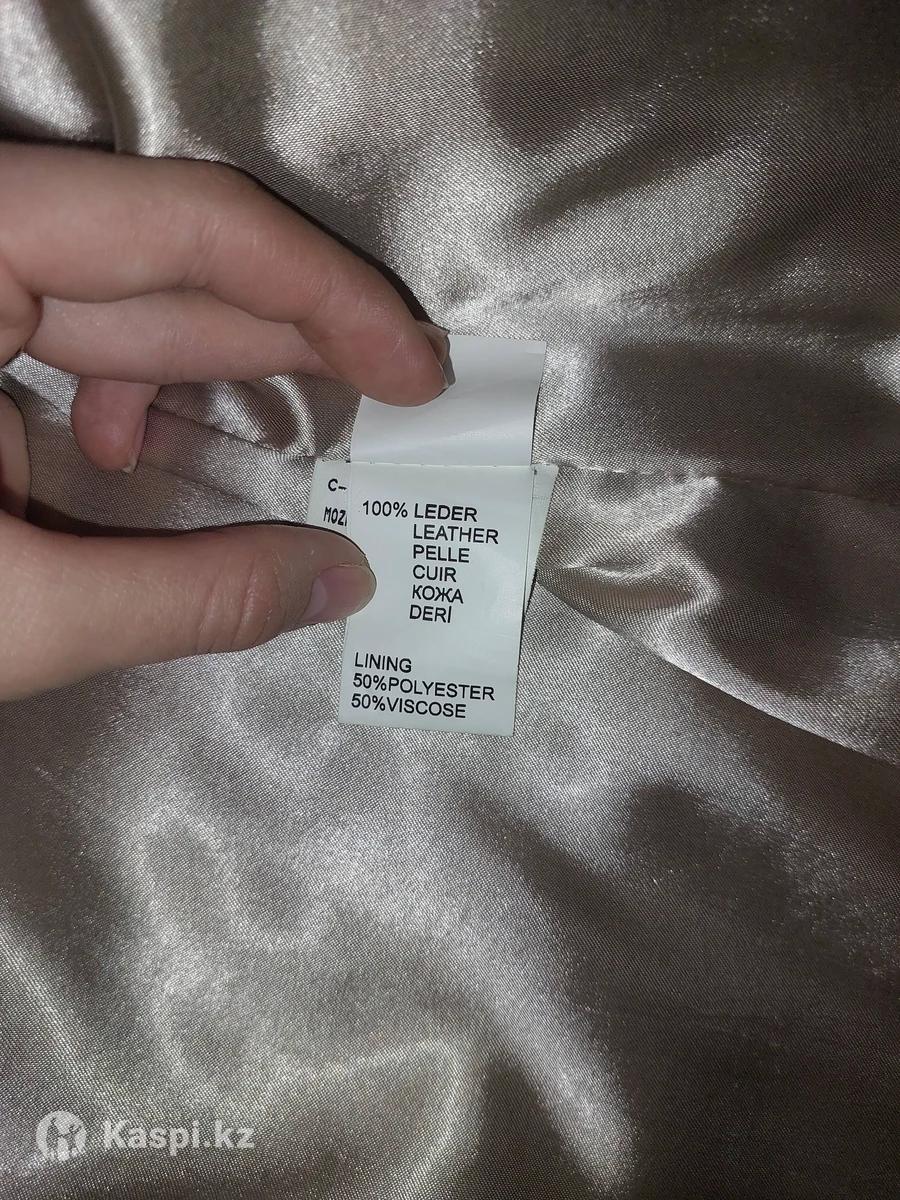 C-
100% LEDER
LEATHER
PELLE
CUIR
КОЖА
DERİ
LINING
50%POLYESTER
50%VISCOSE
Kaspi.kz